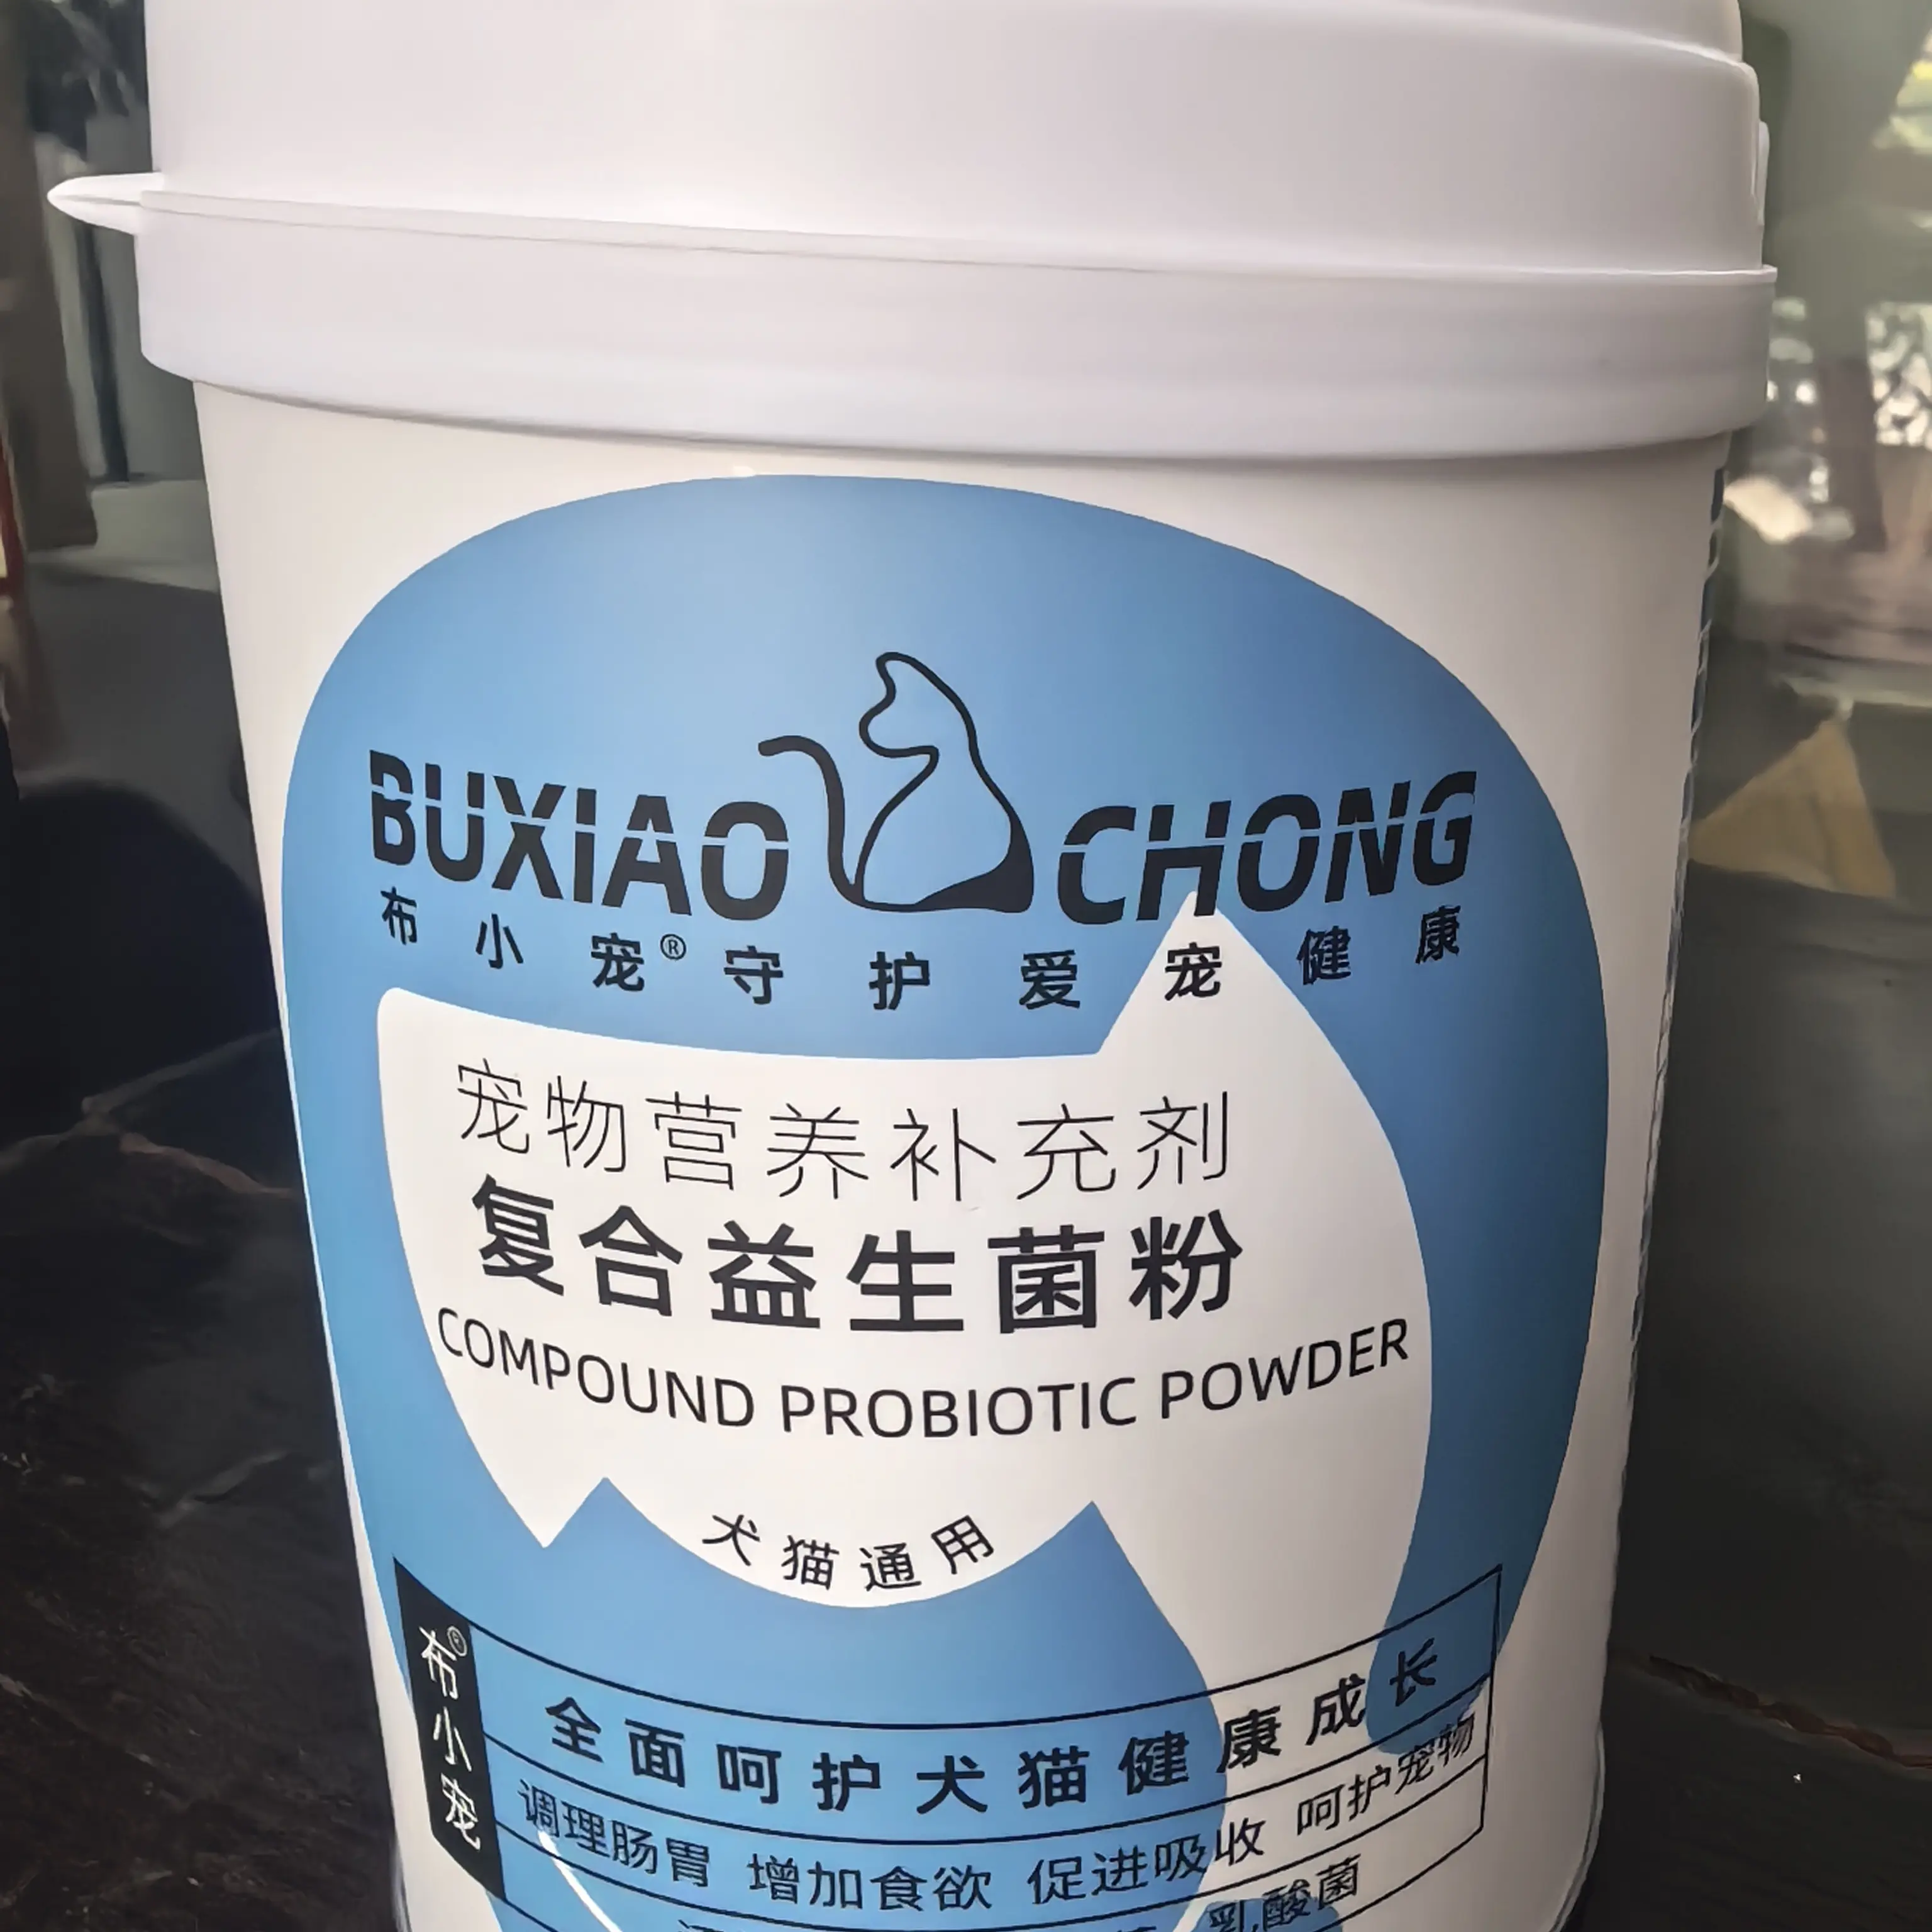 BUXIAO CHONG
布小宠® 守护爱宠健康
宠物营养补充剂
复合益生菌粉
COMPOUND PROBIOTIC POWDER
犬猫通用
布小宠®
全面呵护犬猫健康成长
调理肠胃 增加食欲 促进吸收 呵护宠物
乳酸菌